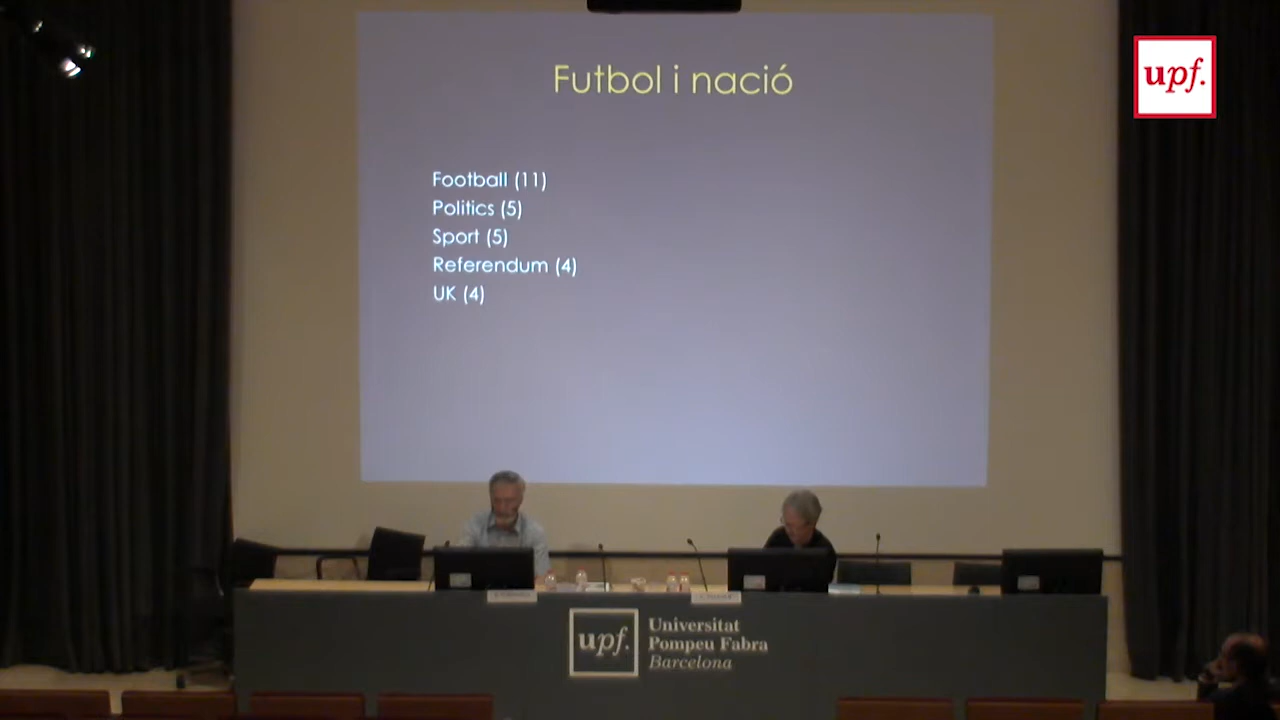 Futbol i nació
upf.
Football (11)
Politics (5)
Sport (5)
Referendum (4)
UK (4)
upf.
Universitat
Pompeu Fabra
Barcelona